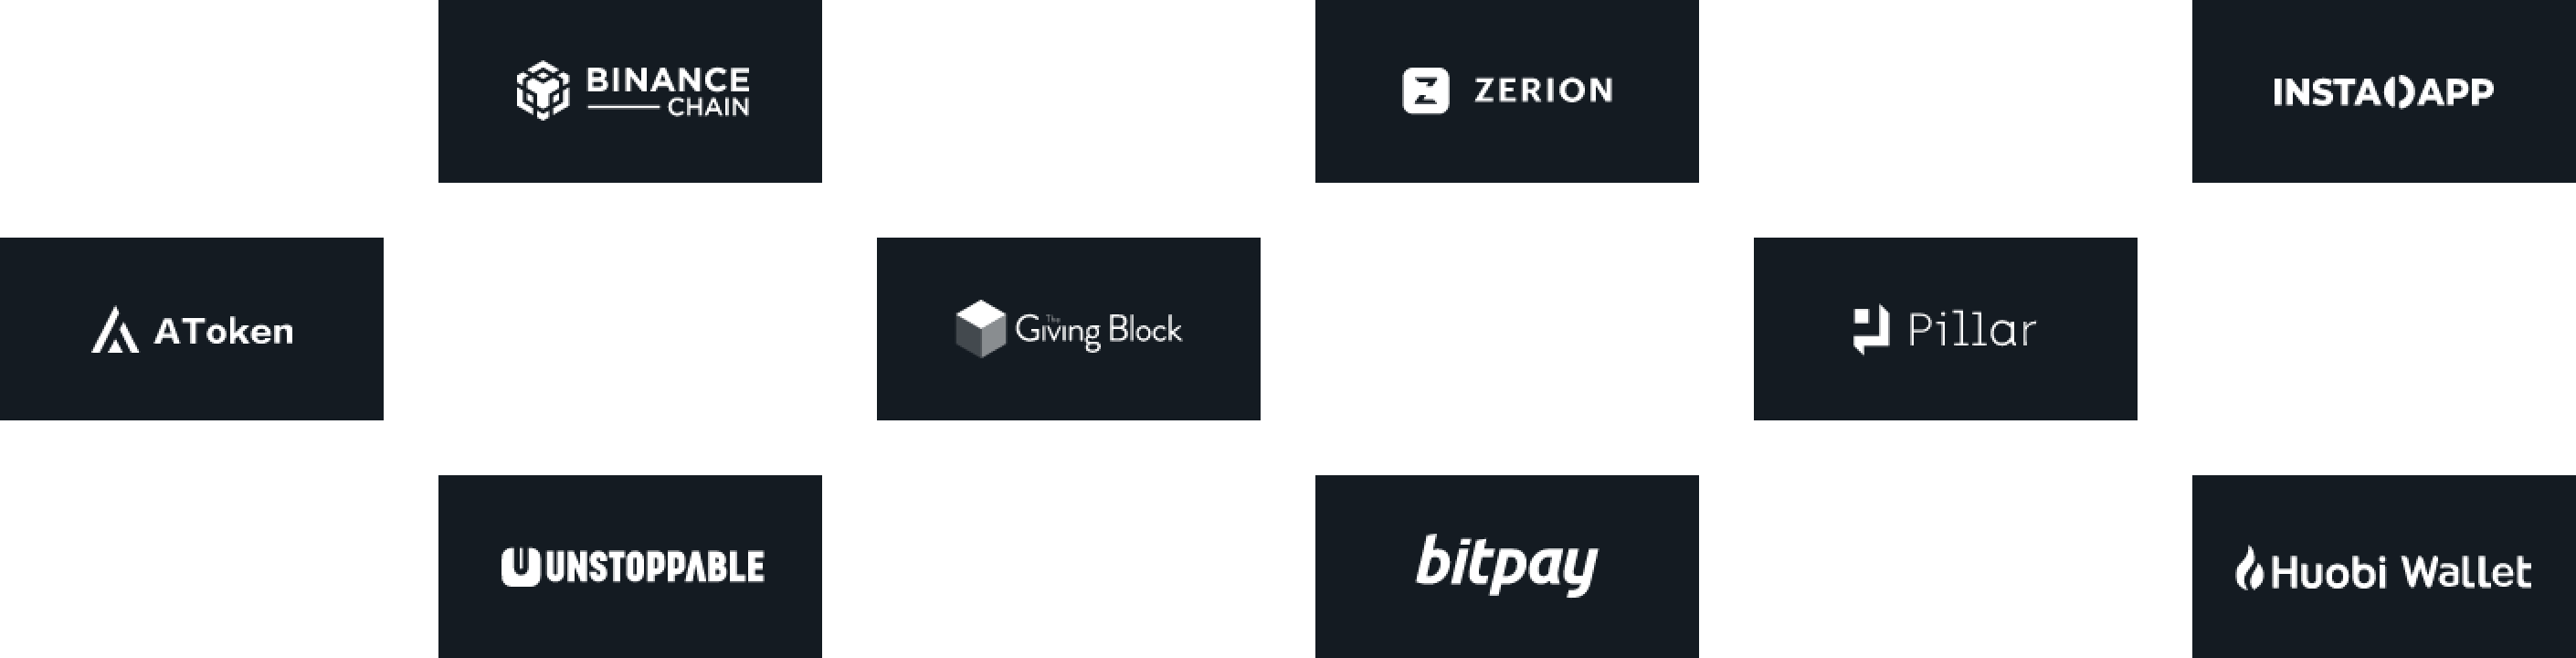 BINANCE
CHAIN
ZERION
INSTADAPP
AToken
The
Giving Block
Pillar
UNSTOPPABLE
bitpay
Huobi Wallet